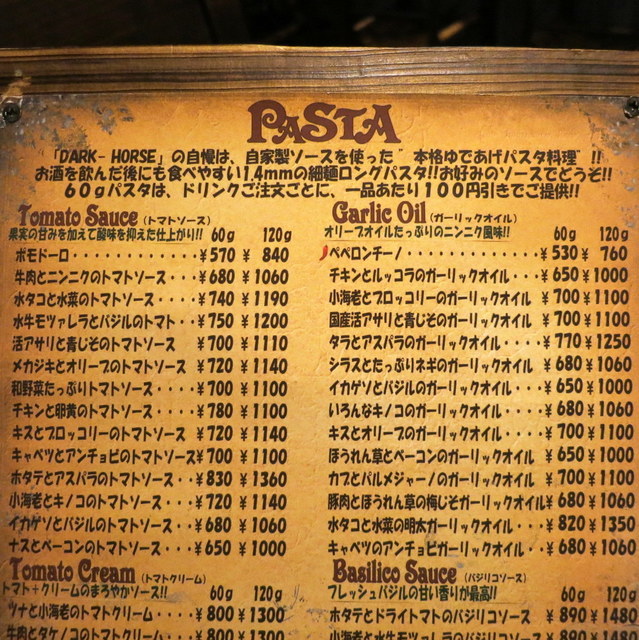 PASTA
「DARK-HORSE」の自慢は、自家製ソースを使った"本格ゆであげパスタ料理"!!
お酒を飲んだ後にも食べやすい1.4mmの細麺ロングパスタ!!お好みのソースでどうぞ!!
60gパスタは、ドリンクご注文ごとに、一品あたり100円引きでご提供!!
Tomato Sauce (トマトソース)
果実の甘みを加えて酸味を抑えた仕上がり!! 60g 120g
ポモドーロ・・・・・・・・・・・・¥570 ¥ 840
牛肉とニンニクのトマトソース・・・¥680 ¥1060
水タコと水菜のトマトソース・・・¥740 ¥1190
水牛モツァレラとバジルのトマト・・¥750 ¥1200
活アサリと青じそのトマトソース ¥700 ¥1110
メカジキとオリーブのトマトソース・¥720 ¥1140
和野菜たっぷりトマトソース・・・¥700 ¥1100
チキンと卵黄のトマトソース・・・¥780 ¥1100
キスとブロッコリーのトマトソース ¥720 ¥1140
キャベツとアンチョビのトマトソース¥700 ¥1100
ホタテとアスパラのトマトソース・・¥830 ¥1360
小海老とキノコのトマトソース・・¥720 ¥1140
イカゲソとバジルのトマトソース・・¥680 ¥1060
ナスとベーコンのトマトソース・・・¥650 ¥1000
Tomato Cream (トマトクリーム)
トマト+クリームのまろやかソース!! 60g 120g
ツナと小海老のトマトクリーム・・・¥800 ¥1300
牛肉とタケノコのトマトクリーム・・¥800 ¥1300
Garlic Oil (ガーリックオイル)
オリーブオイルたっぷりのニンニク風味!! 60g 120g
ペペロンチーノ・・・・・・・・・・・・¥530 ¥ 760
チキンとルッコラのガーリックオイル・・¥650 ¥1000
小海老とブロッコリーのガーリックオイル ¥700 ¥1100
国産活アサリと青じそのガーリックオイル ¥700 ¥1100
タラとアスパラのガーリックオイル・・・・¥770 ¥1250
シラスとたっぷりネギのガーリックオイル ¥680 ¥1060
イカゲソとバジルのガーリックオイル・・¥650 ¥1000
いろんなキノコのガーリックオイル・・・・¥680 ¥1060
キスとオリーブのガーリックオイル・・・・¥700 ¥1100
ほうれん草とベーコンのガーリックオイル ¥650 ¥1000
カブとパルメジャーノのガーリックオイル ¥700 ¥1100
豚肉とほうれん草の梅じそガーリックオイル¥680 ¥1060
水タコと水菜の明太ガーリックオイル・・・¥820 ¥1350
キャベツのアンチョビガーリックオイル・・¥680 ¥1060
Basilico Sauce (バジリコソース)
フレッシュバジルの甘い香りが最高!! 60g 120g
ホタテとドライトマトのバジリコソース ¥890 ¥1480